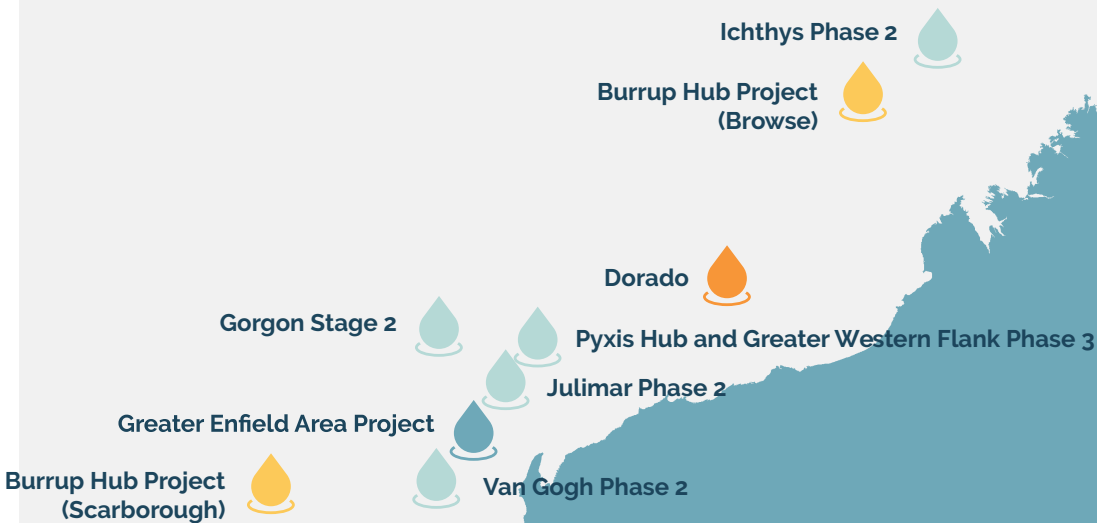 Ichthys Phase 2
Burrup Hub Project
(Browse)
Dorado
Gorgon Stage 2
Pyxis Hub and Greater Western Flank Phase 3
Julimar Phase 2
Greater Enfield Area Project
Burrup Hub Project
(Scarborough)
Van Gogh Phase 2